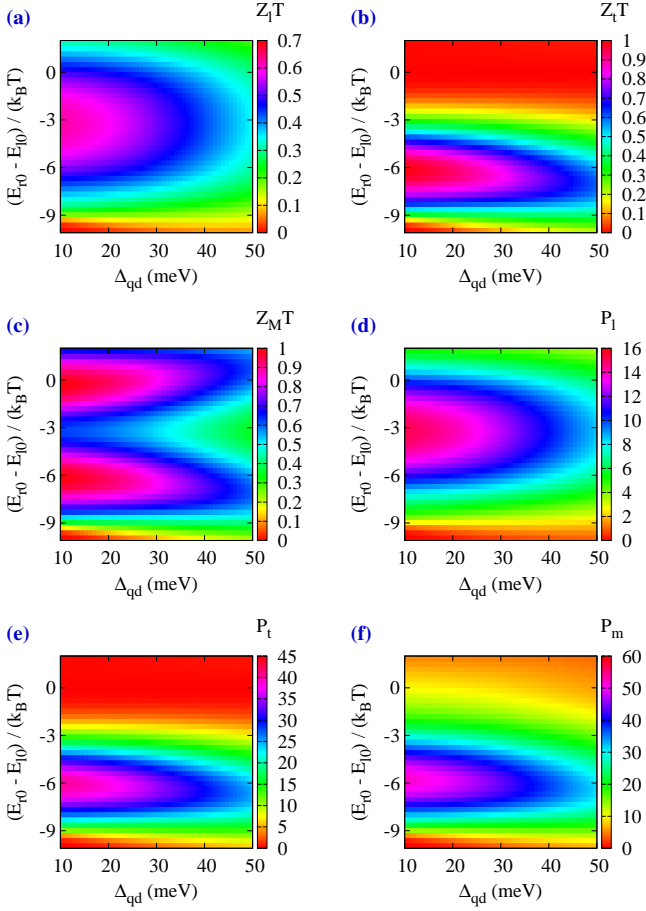 (a)
Z_lT
(E_r0 - E_l0) / (k_BT)
0
-3
-6
-9
10 20 30 40 50
Δ_qd (meV)
0.7
0.6
0.5
0.4
0.3
0.2
0.1
0
(b)
Z_tT
(E_r0 - E_l0) / (k_BT)
0
-3
-6
-9
10 20 30 40 50
Δ_qd (meV)
1
0.9
0.8
0.7
0.6
0.5
0.4
0.3
0.2
0.1
0
(c)
Z_MT
(E_r0 - E_l0) / (k_BT)
0
-3
-6
-9
10 20 30 40 50
Δ_qd (meV)
1
0.9
0.8
0.7
0.6
0.5
0.4
0.3
0.2
0.1
0
(d)
P_l
(E_r0 - E_l0) / (k_BT)
0
-3
-6
-9
10 20 30 40 50
Δ_qd (meV)
16
14
12
10
8
6
4
2
0
(e)
P_t
(E_r0 - E_l0) / (k_BT)
0
-3
-6
-9
10 20 30 40 50
Δ_qd (meV)
45
40
35
30
25
20
15
10
5
0
(f)
P_m
(E_r0 - E_l0) / (k_BT)
0
-3
-6
-9
10 20 30 40 50
Δ_qd (meV)
60
50
40
30
20
10
0